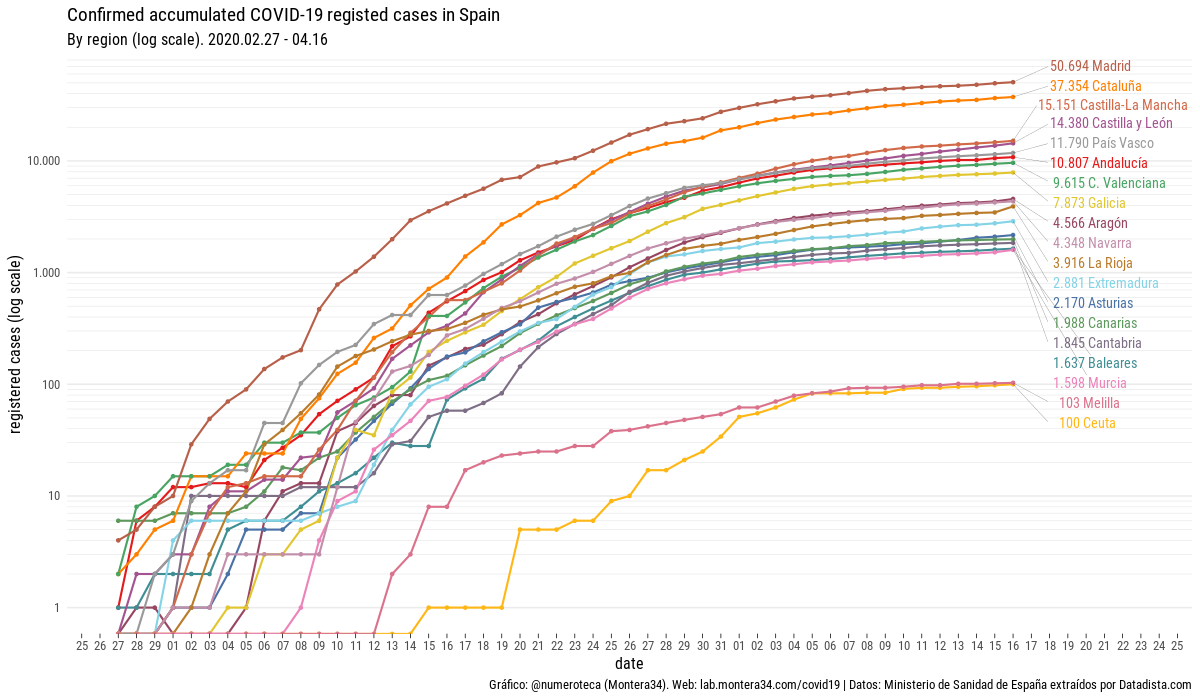 Confirmed accumulated COVID-19 registed cases in Spain
By region (log scale). 2020.02.27 - 04.16
registered cases (log scale)
10.000
1.000
100
10
1
50.694 Madrid
37.354 Cataluña
15.151 Castilla-La Mancha
14.380 Castilla y León
11.790 País Vasco
10.807 Andalucía
9.615 C. Valenciana
7.873 Galicia
4.566 Aragón
4.348 Navarra
3.916 La Rioja
2.881 Extremadura
2.170 Asturias
1.988 Canarias
1.845 Cantabria
1.637 Baleares
1.598 Murcia
103 Melilla
100 Ceuta
25 26 27 28 29 01 02 03 04 05 06 07 08 09 10 11 12 13 14 15 16 17 18 19 20 21 22 23 24 25 26 27 28 29 30 31 01 02 03 04 05 06 07 08 09 10 11 12 13 14 15 16 17 18 19 20 21 22 23 24 25
date
Gráfico: @numeroteca (Montera34). Web: lab.montera34.com/covid19 | Datos: Ministerio de Sanidad de España extraídos por Datadista.com